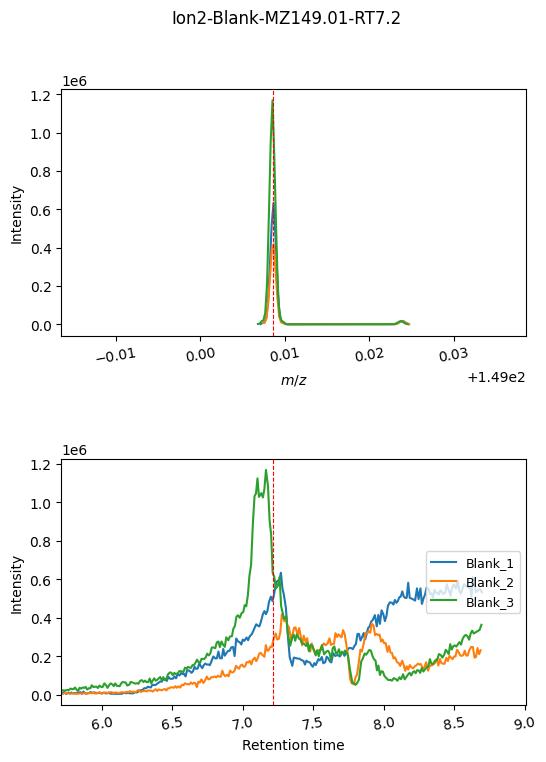 Ion2-Blank-MZ149.01-RT7.2
1e6
1.2
1.0
0.8
0.6
0.4
0.2
0.0
Intensity
−0.01 0.00 0.01 0.02 0.03
m/z
+1.49e2
1e6
1.2
1.0
0.8
0.6
0.4
0.2
0.0
Intensity
Blank_1
Blank_2
Blank_3
6.0 6.5 7.0 7.5 8.0 8.5 9.0
Retention time